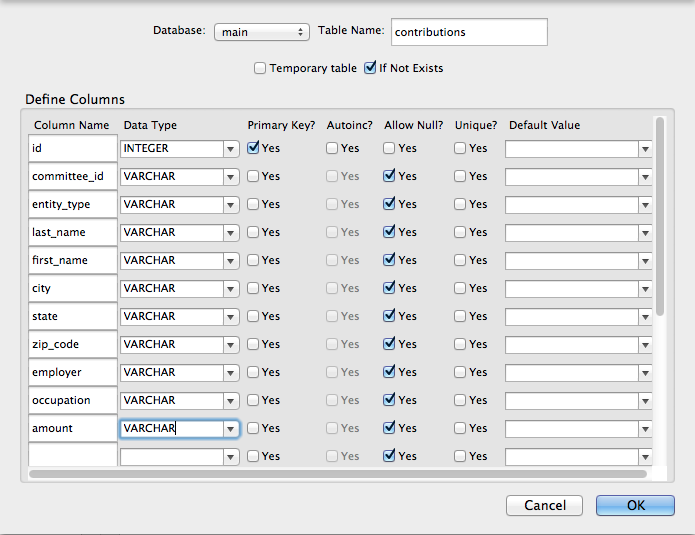 Database: main Table Name: contributions
Temporary table If Not Exists
Define Columns
Column Name Data Type Primary Key? Autoinc? Allow Null? Unique? Default Value
id INTEGER Yes Yes Yes Yes
committee_id VARCHAR Yes Yes Yes Yes
entity_type VARCHAR Yes Yes Yes Yes
last_name VARCHAR Yes Yes Yes Yes
first_name VARCHAR Yes Yes Yes Yes
city VARCHAR Yes Yes Yes Yes
state VARCHAR Yes Yes Yes Yes
zip_code VARCHAR Yes Yes Yes Yes
employer VARCHAR Yes Yes Yes Yes
occupation VARCHAR Yes Yes Yes Yes
amount VARCHAR Yes Yes Yes Yes
Yes Yes Yes Yes
Cancel OK